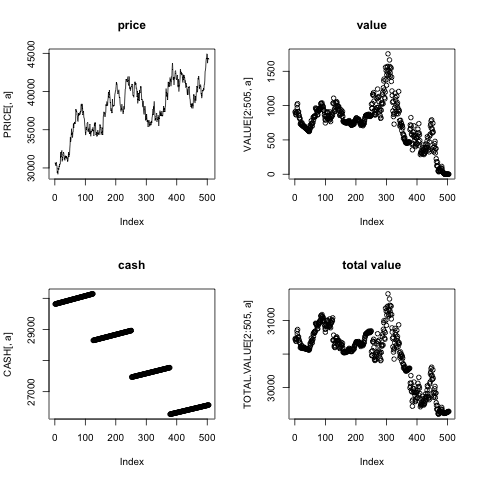 price
PRICE[, a]
30000 35000 40000 45000
0 100 200 300 400 500
Index
value
VALUE[2:505, a]
0 500 1000 1500
0 100 200 300 400 500
Index
cash
CASH[, a]
27000 29000
0 100 200 300 400 500
Index
total value
TOTAL.VALUE[2:505, a]
30000 31000
0 100 200 300 400 500
Index